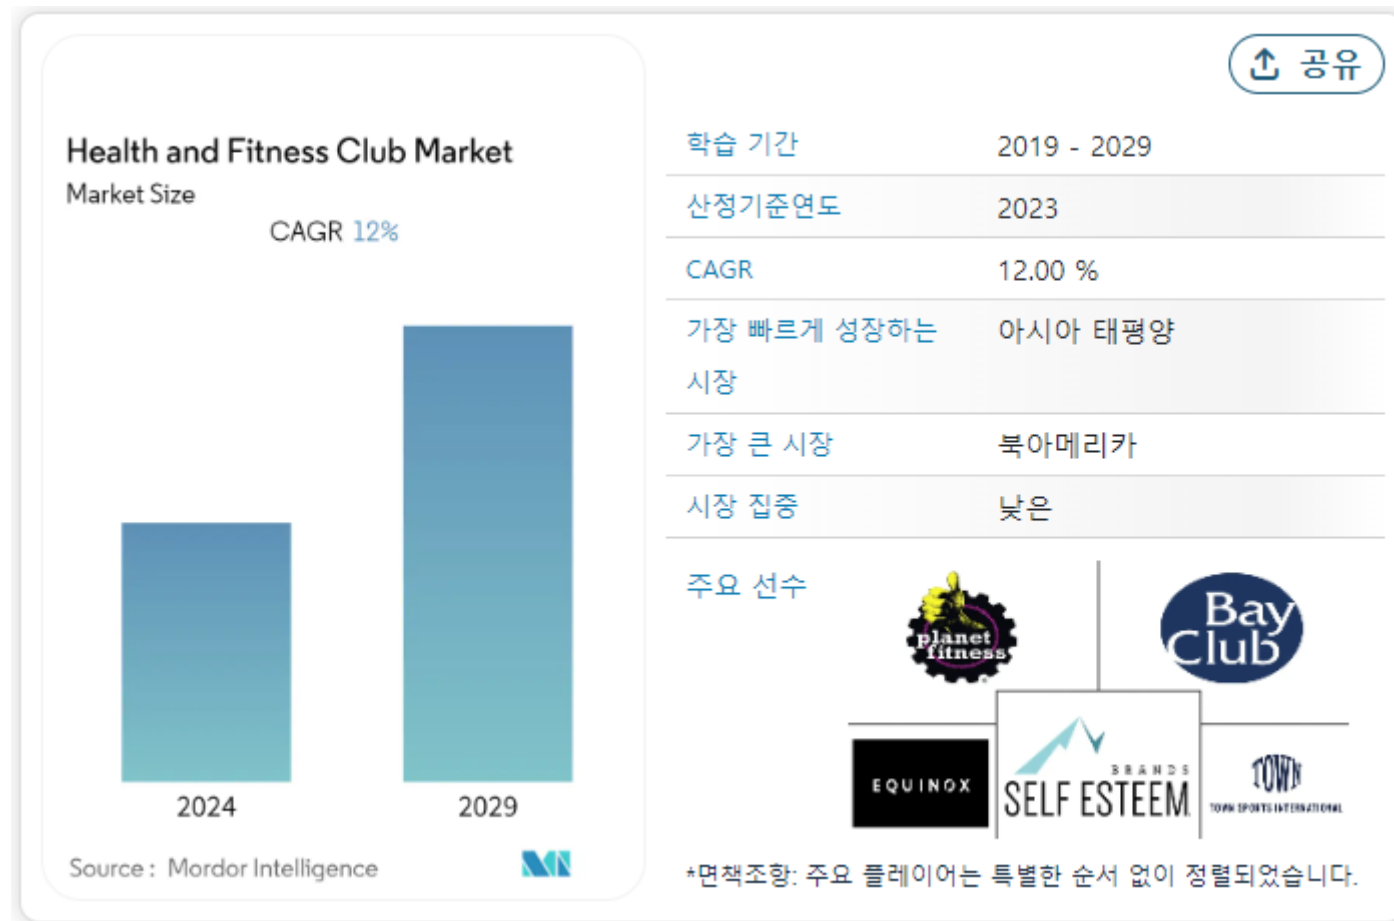 공유
Health and Fitness Club Market
Market Size
CAGR 12%
2024
2029
Source : Mordor Intelligence
학습 기간 2019 - 2029
산정기준연도 2023
CAGR 12.00 %
가장 빠르게 성장하는 아시아 태평양
시장
가장 큰 시장 북아메리카
시장 집중 낮은
주요 선수
planet
fitness
Bay
Club
EQUINOX
BRANDS
SELF ESTEEM
TOWN
TOWN SPORTS INTERNATIONAL
*면책조항: 주요 플레이어는 특별한 순서 없이 정렬되었습니다.